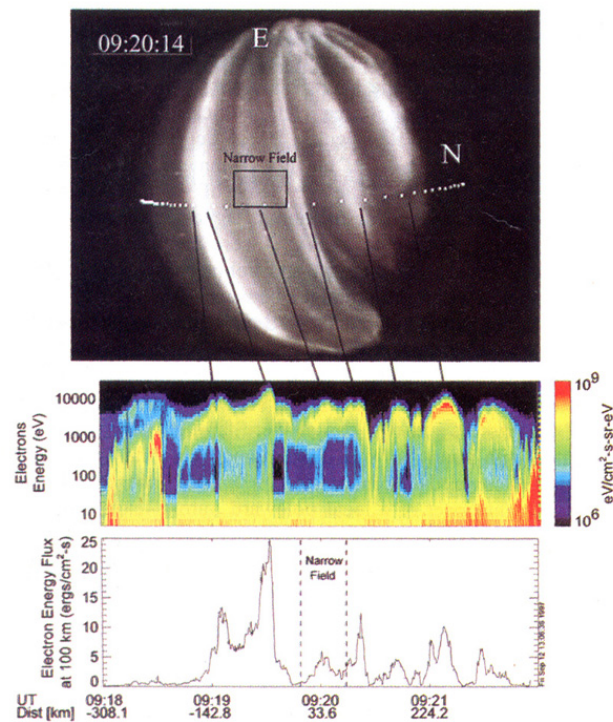 09:20:14
E
N
Narrow Field
10⁹
10000
1000
100
10
Electrons
Energy (eV)
eV/cm²-s-sr-eV
10⁶
25
20
15
10
5
0
Electron Energy Flux
at 100 km (ergs/cm²-s)
Narrow
Field
UT 09:18 09:19 09:20 09:21
Dist [km] -308.1 -142.8 33.6 224.2